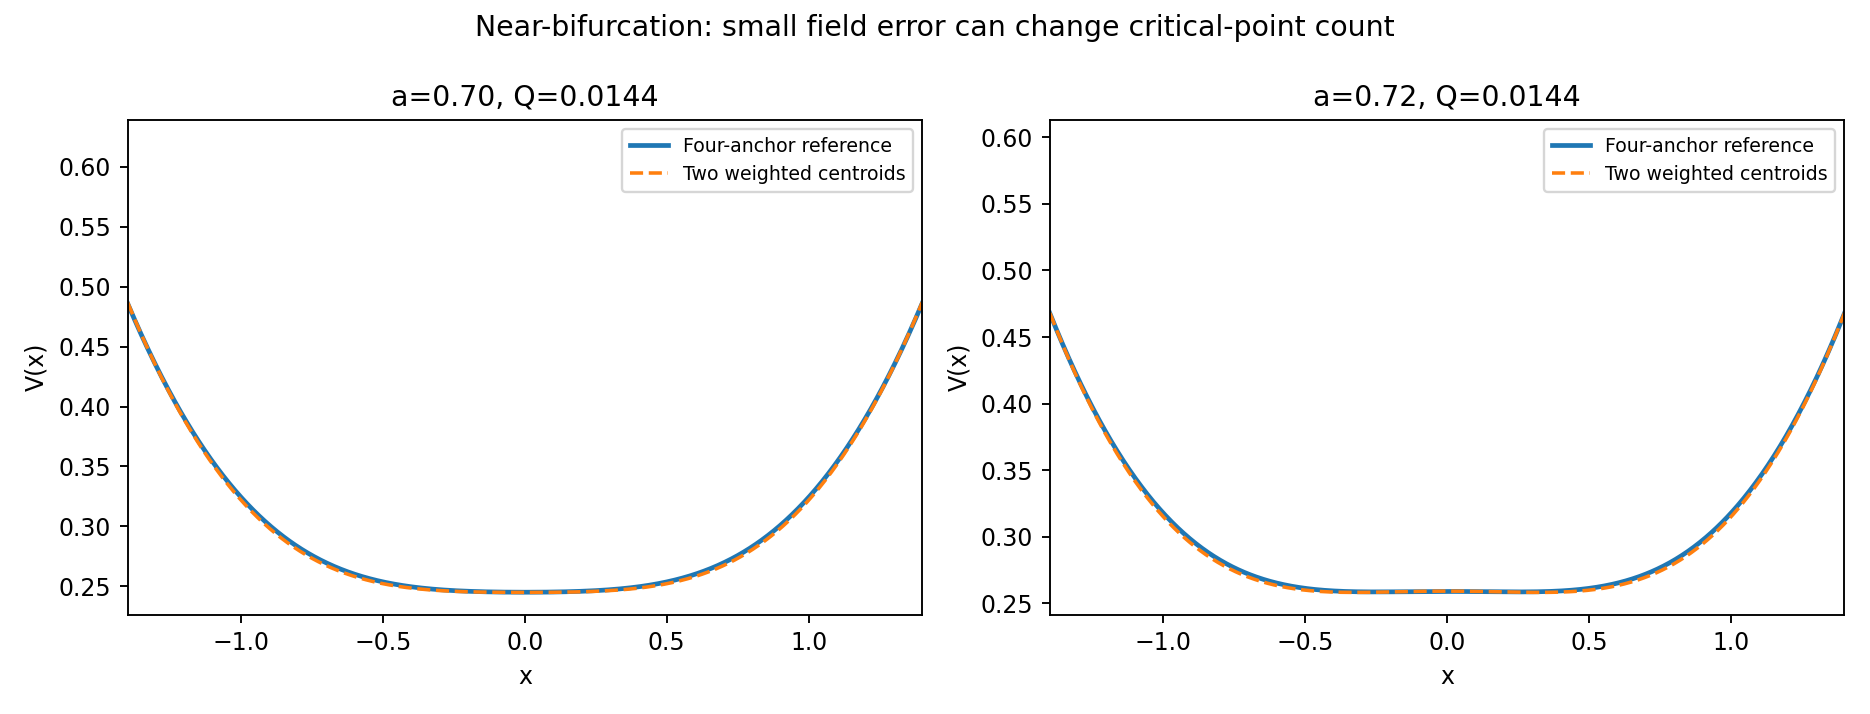 Near-bifurcation: small field error can change critical-point count
a=0.70, Q=0.0144
Four-anchor reference
Two weighted centroids
0.60
0.55
0.50
0.45
0.40
0.35
0.30
0.25
V(x)
−1.0
−0.5
0.0
0.5
1.0
x
a=0.72, Q=0.0144
Four-anchor reference
Two weighted centroids
0.60
0.55
0.50
0.45
0.40
0.35
0.30
0.25
V(x)
−1.0
−0.5
0.0
0.5
1.0
x